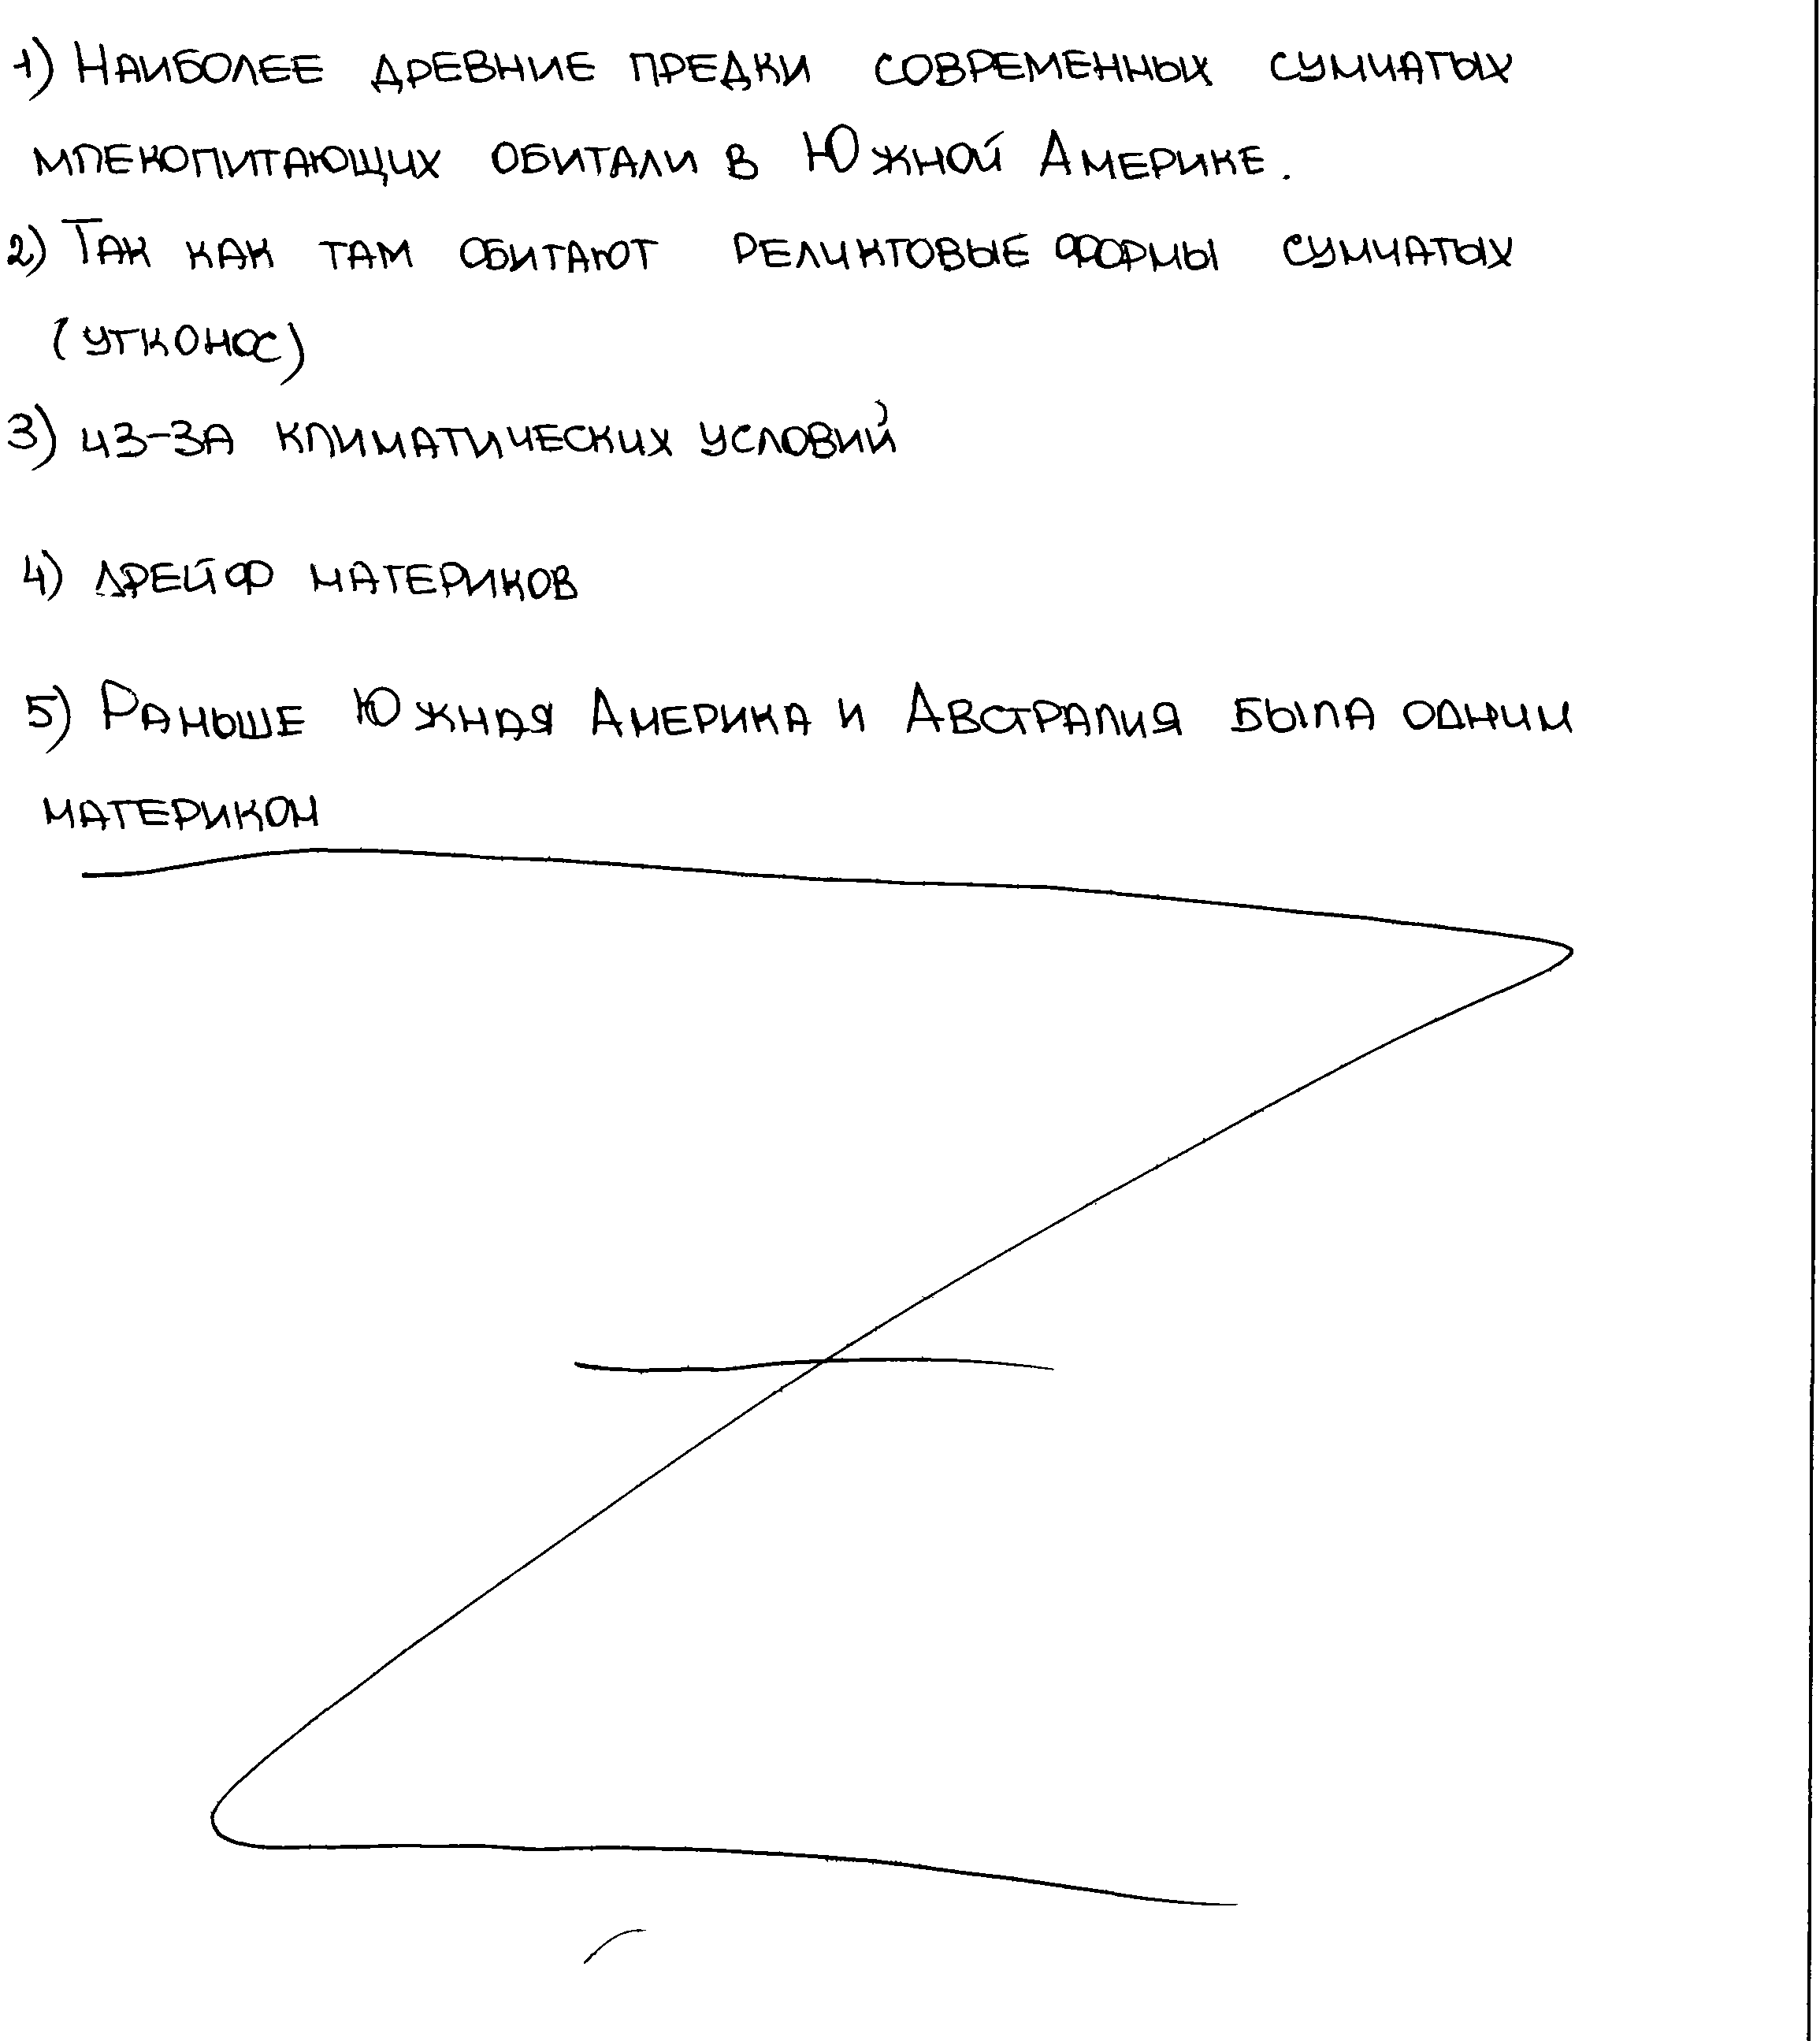 1) Наиболее древние предки современных сумчатых
млекопитающих обитали в Южной Америке.
2) Так как там обитают реликтовые формы сумчатых
(утконос)
3) из-за климатических условий
4) дрейф материков
5) Раньше Южная Америка и Австралия была одним
материком